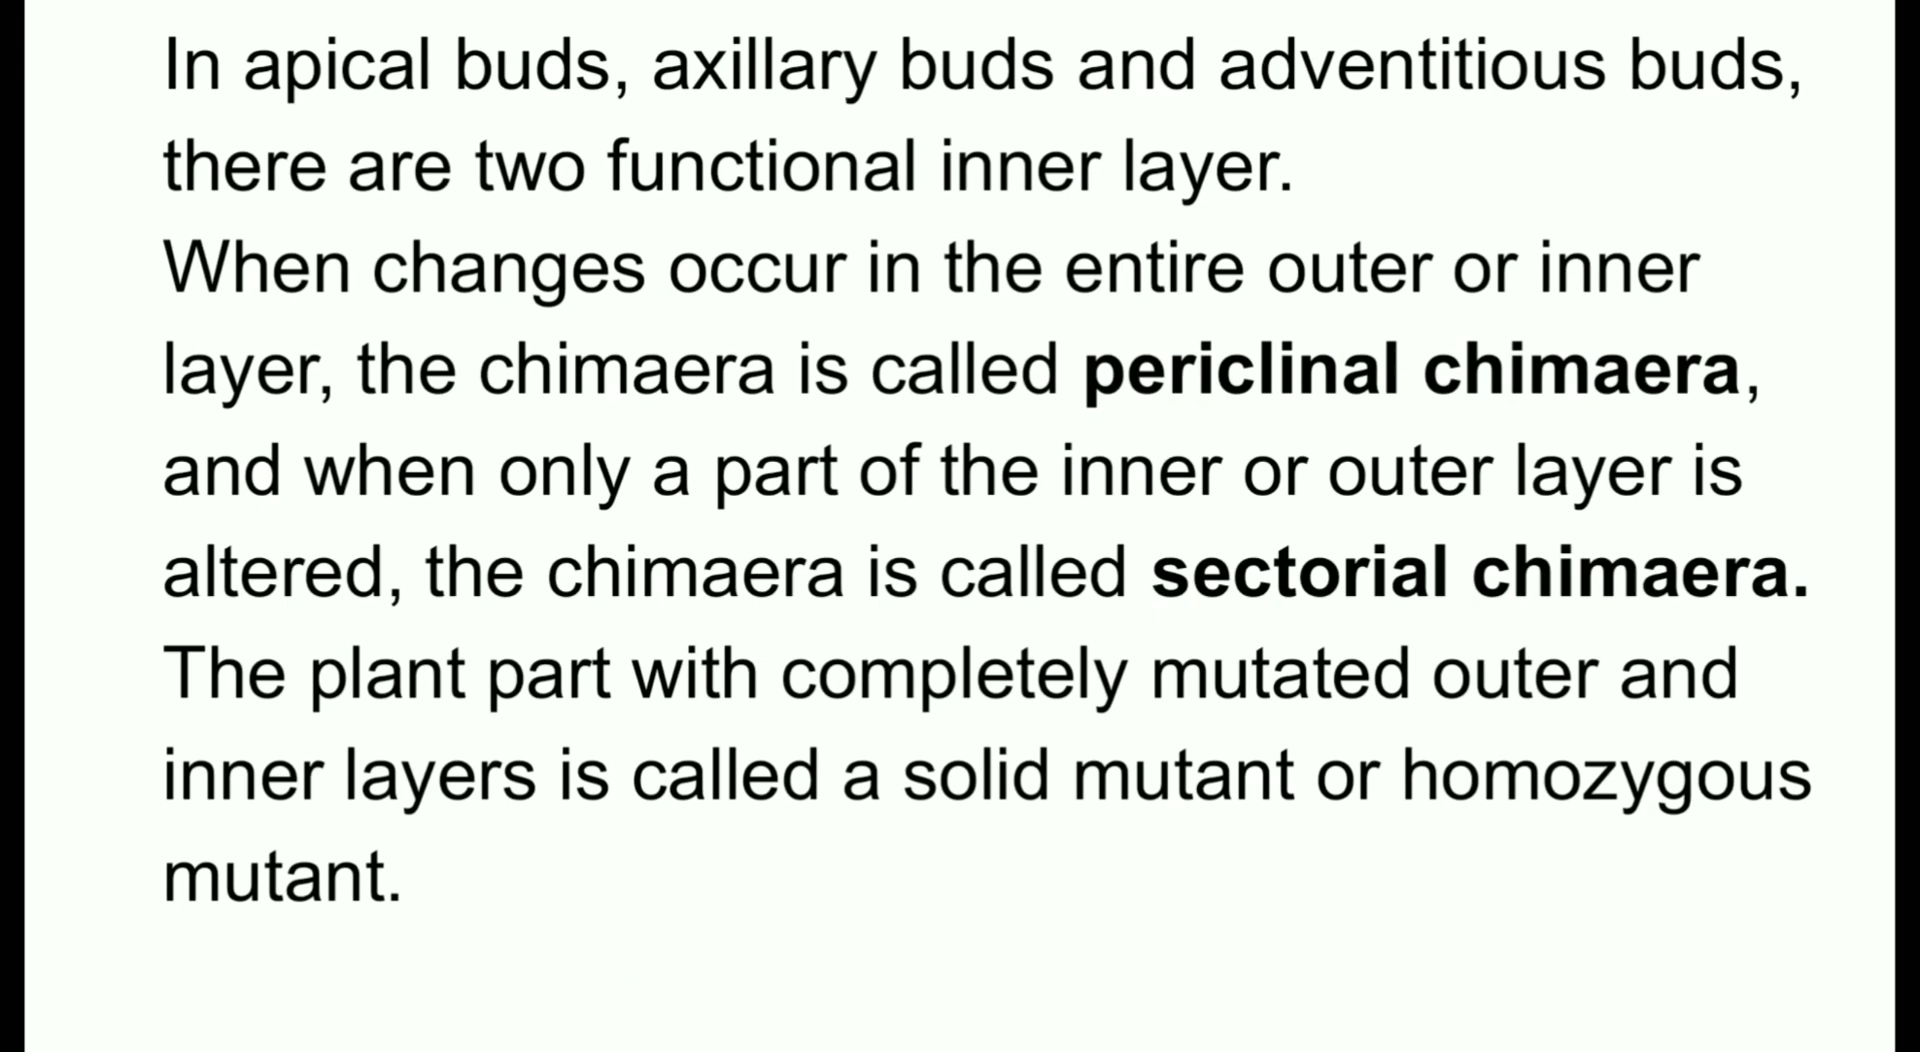 In apical buds, axillary buds and adventitious buds,
there are two functional inner layer.
When changes occur in the entire outer or inner
layer, the chimaera is called periclinal chimaera,
and when only a part of the inner or outer layer is
altered, the chimaera is called sectorial chimaera.
The plant part with completely mutated outer and
inner layers is called a solid mutant or homozygous
mutant.